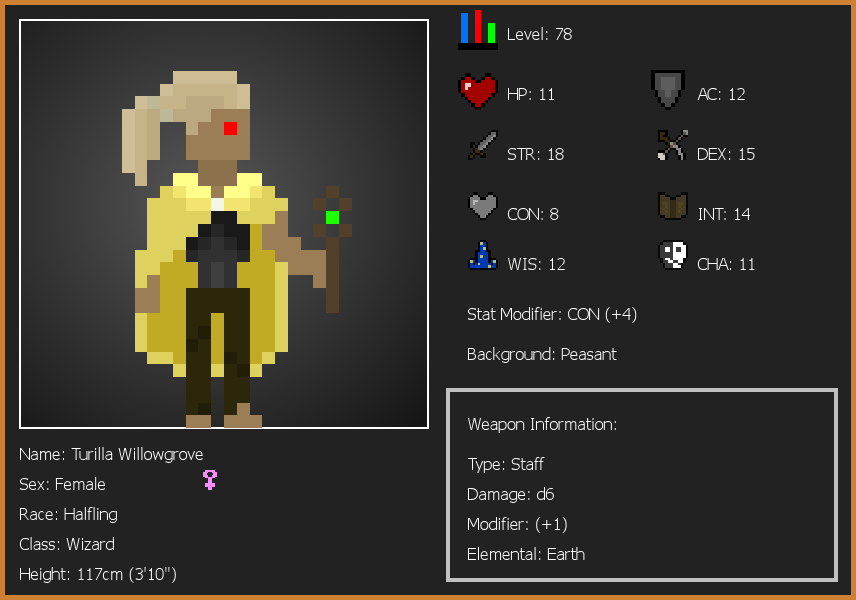 Level: 78
HP: 11
AC: 12
STR: 18
DEX: 15
CON: 8
INT: 14
WIS: 12
CHA: 11
Stat Modifier: CON (+4)
Background: Peasant
Weapon Information:
Type: Staff
Damage: d6
Modifier: (+1)
Elemental: Earth
Name: Turilla Willowgrove
Sex: Female
Race: Halfling
Class: Wizard
Height: 117cm (3'10")